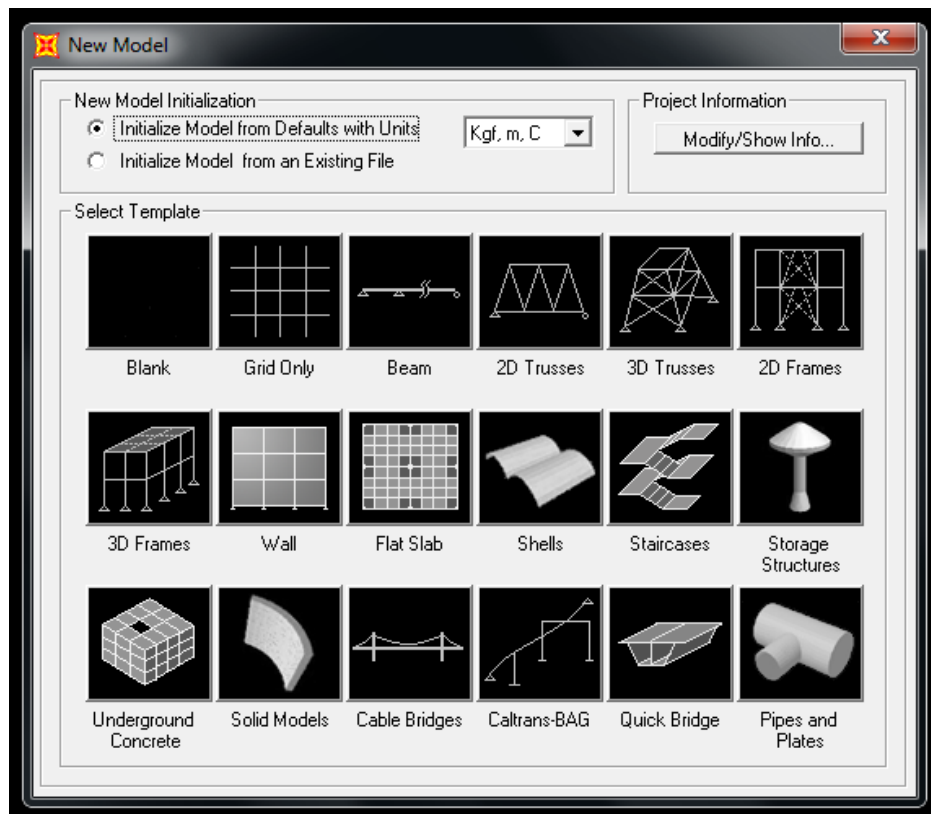 New Model
New Model Initialization
Initialize Model from Defaults with Units
Kgf, m, C
Initialize Model from an Existing File
Project Information
Modify/Show Info...
Select Template
Blank
Grid Only
Beam
2D Trusses
3D Trusses
2D Frames
3D Frames
Wall
Flat Slab
Shells
Staircases
Storage
Structures
Underground
Concrete
Solid Models
Cable Bridges
Caltrans-BAG
Quick Bridge
Pipes and
Plates